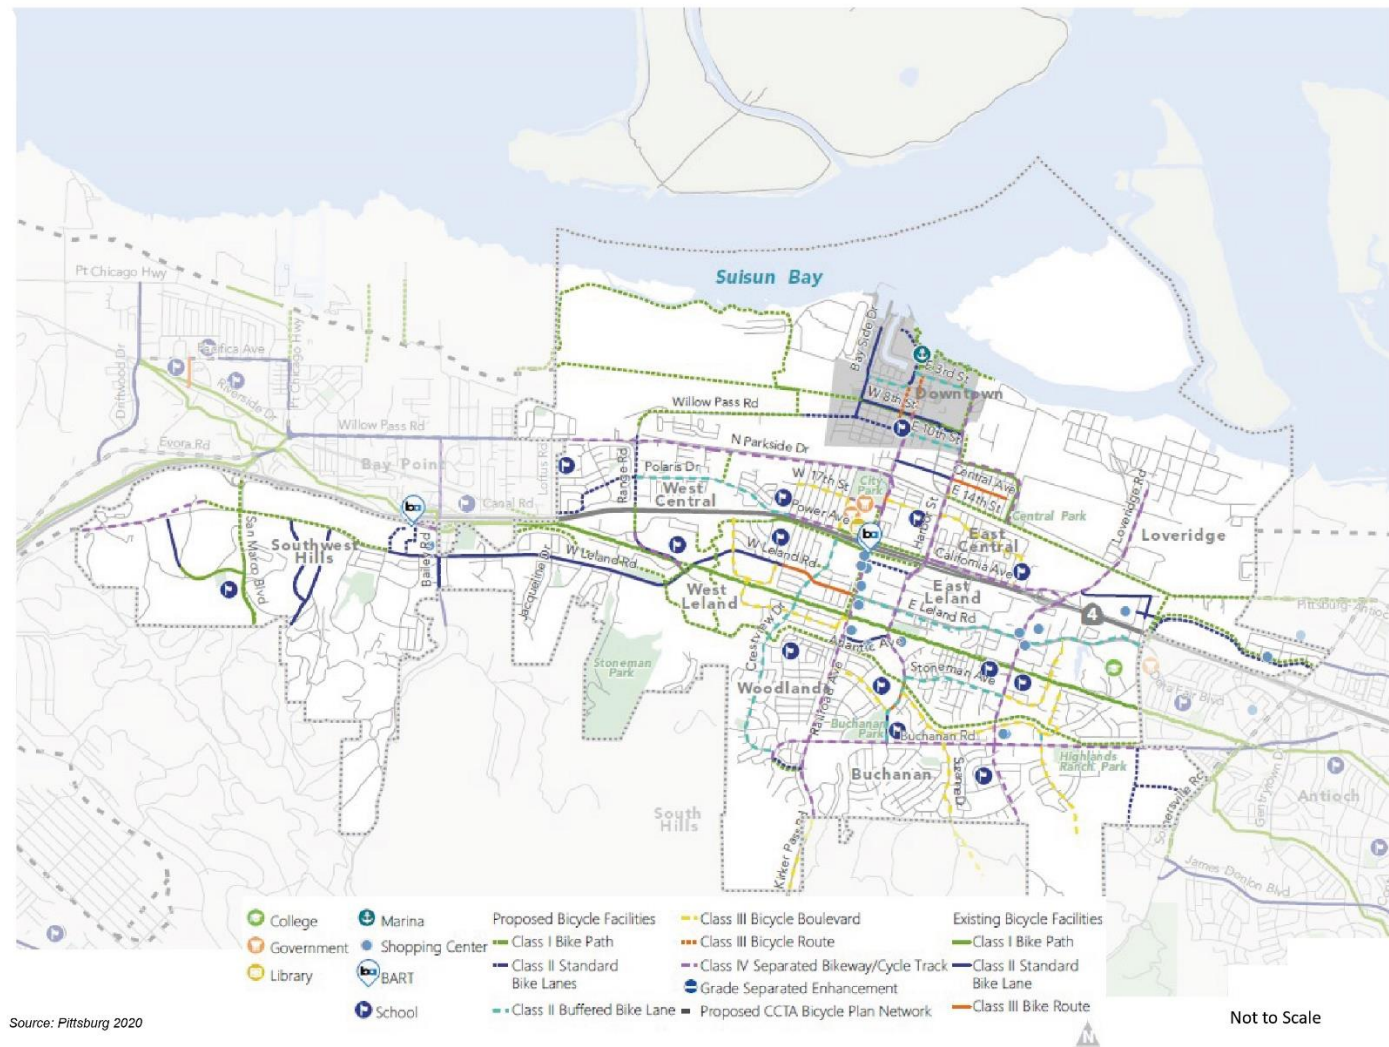 Suisun Bay
Pt Chicago Hwy
Pacifica Ave
Driftwood Dr
Riverside Dr
Pt Chicago Hwy
Evora Rd
Willow Pass Rd
Bay Point
Loftus Rd
Canal Rd
Range Rd
Willow Pass Rd
N Parkside Dr
Polaris Dr
West
Central
W 17th St
Power Ave
City
Park
Bay Side Dr
E 3rd St
W 8th St
Downtown
E 10th St
Central Ave
E 14th St
Central Park
Harbor St
East
Central
California Ave
Loveridge Rd
Loveridge
San Marco Blvd
Southwest
Hills
Bailey Rd
Jacqueline Dr
W Leland Rd
W Leland Rd
West
Leland
East
Leland
E Leland Rd
4
Crestview Dr
Atlantic Ave
Stoneman
Park
Woodlands
Stoneman Ave
Railroad Ave
Buchanan
Park
Buchanan Rd
Buchanan
Highlands
Ranch Park
South
Hills
Kirker Pass Rd
Somersville Rd
Gentrytown Dr
Antioch
James Donlon Blvd
College
Government
Library
Marina
Shopping Center
ba
BART
School
Proposed Bicycle Facilities
Class I Bike Path
Class II Standard
Bike Lanes
Class II Buffered Bike Lane
Class III Bicycle Boulevard
Class III Bicycle Route
Class IV Separated Bikeway/Cycle Track
Grade Separated Enhancement
Proposed CCTA Bicycle Plan Network
Existing Bicycle Facilities
Class I Bike Path
Class II Standard
Bike Lane
Class III Bike Route
Source: Pittsburg 2020
Not to Scale
N